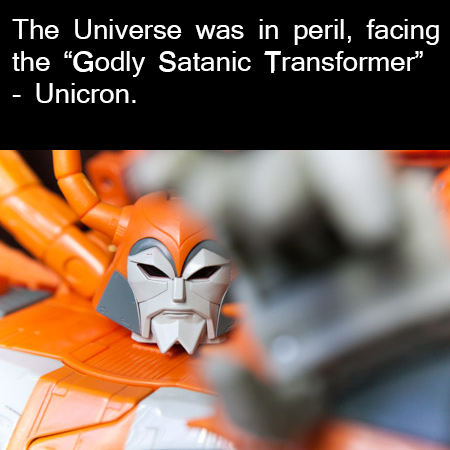 The Universe was in peril, facing
the “Godly Satanic Transformer”
- Unicron.